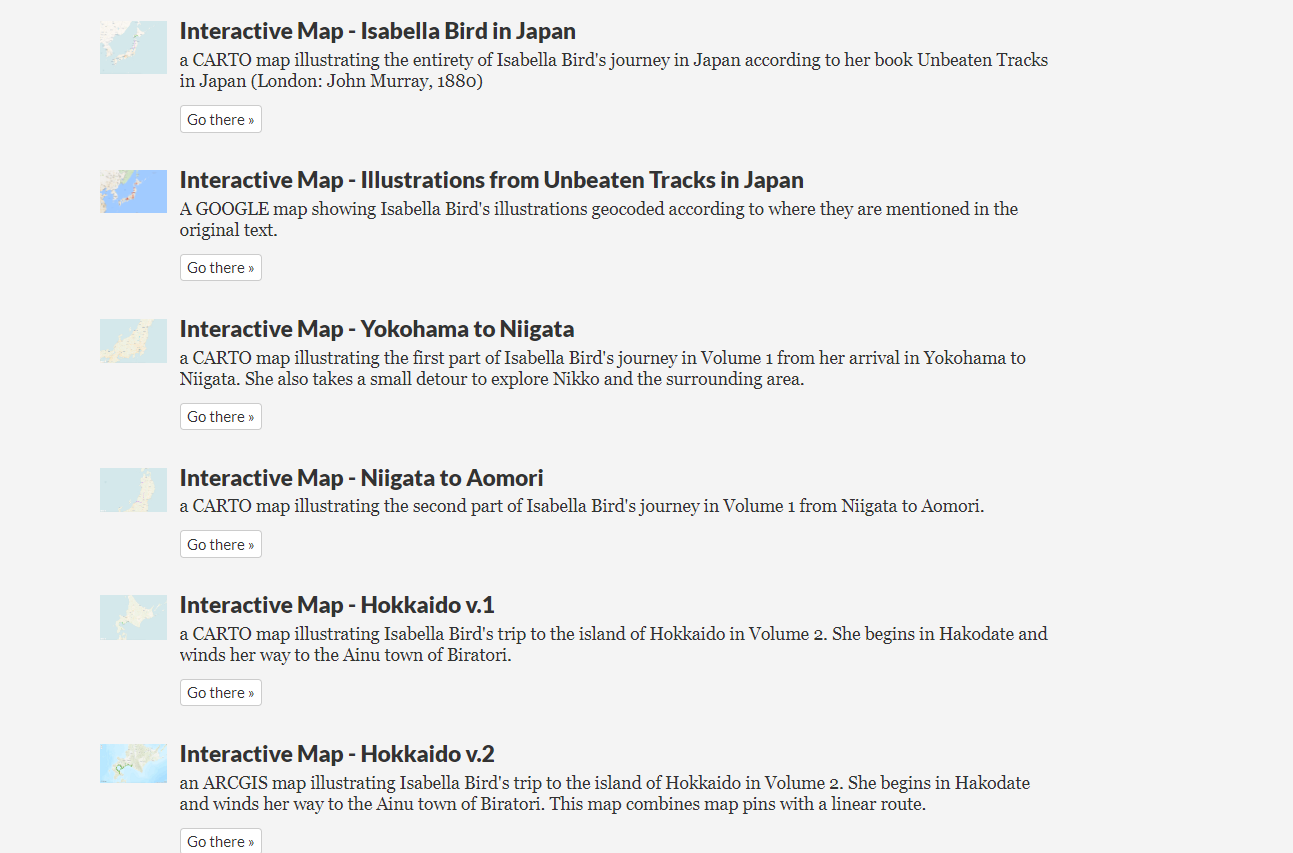 Interactive Map - Isabella Bird in Japan
a CARTO map illustrating the entirety of Isabella Bird's journey in Japan according to her book Unbeaten Tracks
in Japan (London: John Murray, 1880)
Go there »
Interactive Map - Illustrations from Unbeaten Tracks in Japan
A GOOGLE map showing Isabella Bird's illustrations geocoded according to where they are mentioned in the
original text.
Go there »
Interactive Map - Yokohama to Niigata
a CARTO map illustrating the first part of Isabella Bird's journey in Volume 1 from her arrival in Yokohama to
Niigata. She also takes a small detour to explore Nikko and the surrounding area.
Go there »
Interactive Map - Niigata to Aomori
a CARTO map illustrating the second part of Isabella Bird's journey in Volume 1 from Niigata to Aomori.
Go there »
Interactive Map - Hokkaido v.1
a CARTO map illustrating Isabella Bird's trip to the island of Hokkaido in Volume 2. She begins in Hakodate and
winds her way to the Ainu town of Biratori.
Go there »
Interactive Map - Hokkaido v.2
an ARCGIS map illustrating Isabella Bird's trip to the island of Hokkaido in Volume 2. She begins in Hakodate
and winds her way to the Ainu town of Biratori. This map combines map pins with a linear route.
Go there »